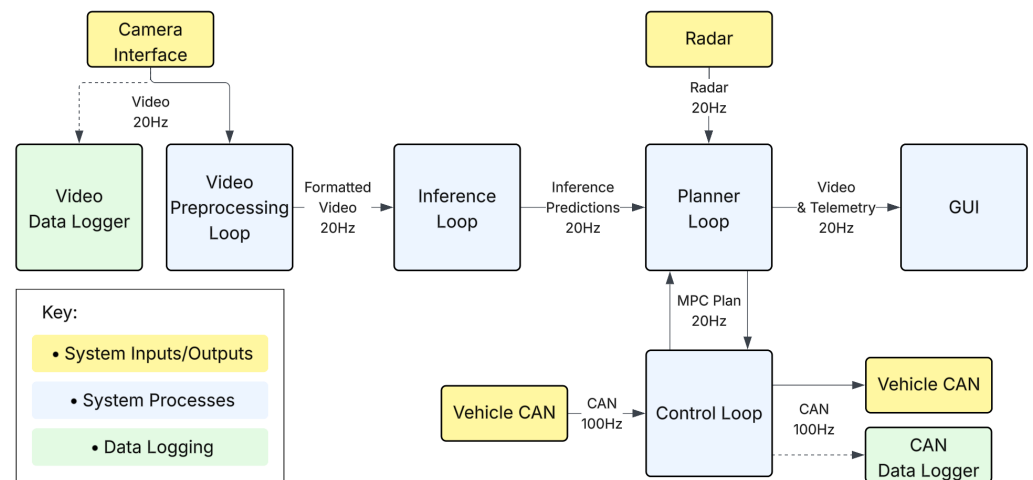 Camera
Interface
Radar
Video
20Hz
Radar
20Hz
Video
Data Logger
Video
Preprocessing
Loop
Formatted
Video
20Hz
Inference
Loop
Inference
Predictions
20Hz
Planner
Loop
Video
& Telemetry
20Hz
GUI
Key:
• System Inputs/Outputs
• System Processes
• Data Logging
MPC Plan
20Hz
Vehicle CAN
CAN
100Hz
Control Loop
CAN
100Hz
Vehicle CAN
CAN
Data Logger